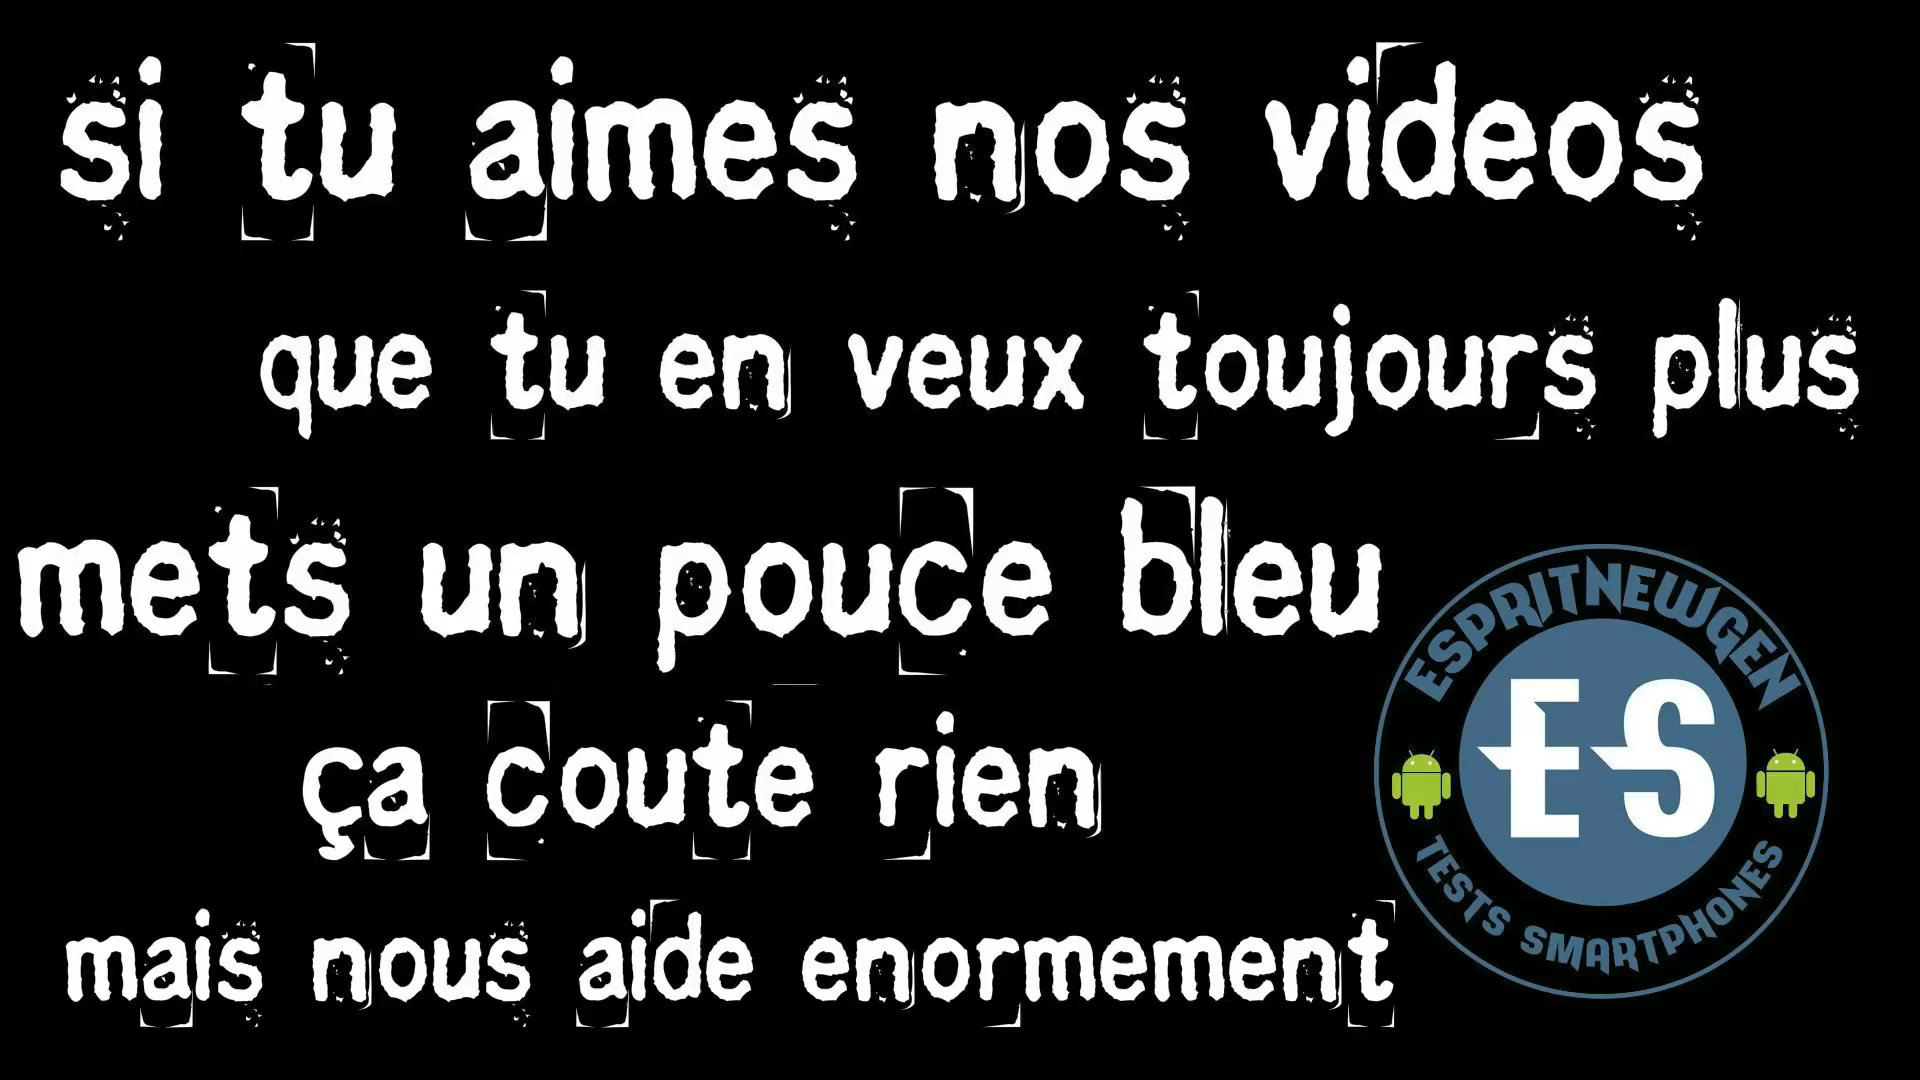 si tu aimes nos videos
que tu en veux toujours plus
mets un pouce bleu
ça coute rien
mais nous aide enormement
ESPRITNEWGEN
ES
TESTS SMARTPHONES